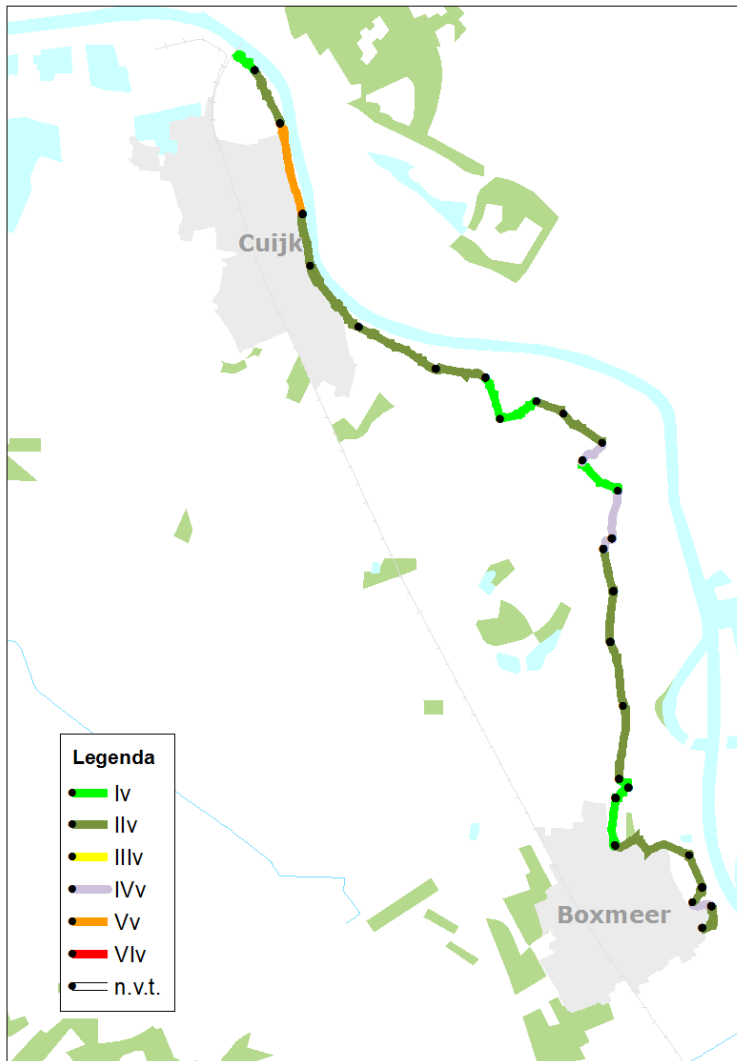 Cuijk
Legenda
Iv
IIv
IIIv
IVv
Vv
VIv
n.v.t.
Boxmeer